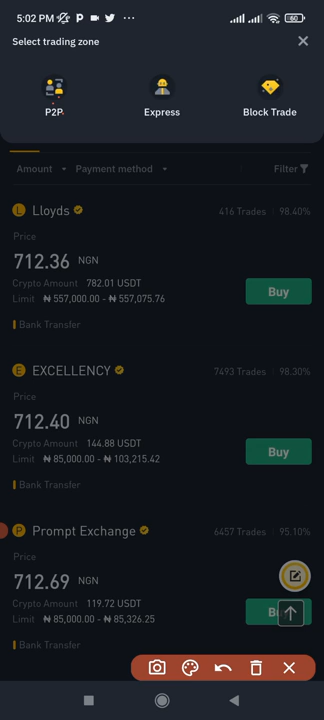 5:02 PM
60
Select trading zone
P2P
Express
Block Trade
Amount
Payment method
Filter
L Lloyds
416 Trades 98.40%
Price
712.36 NGN
Crypto Amount 782.01 USDT
Limit ₦ 557,000.00 - ₦ 557,075.76
Buy
Bank Transfer
E EXCELLENCY
7493 Trades 98.30%
Price
712.40 NGN
Crypto Amount 144.88 USDT
Limit ₦ 85,000.00 - ₦ 103,215.42
Buy
Bank Transfer
P Prompt Exchange
6457 Trades 95.10%
Price
712.69 NGN
Crypto Amount 119.72 USDT
Limit ₦ 85,000.00 - ₦ 85,326.25
Bank Transfer